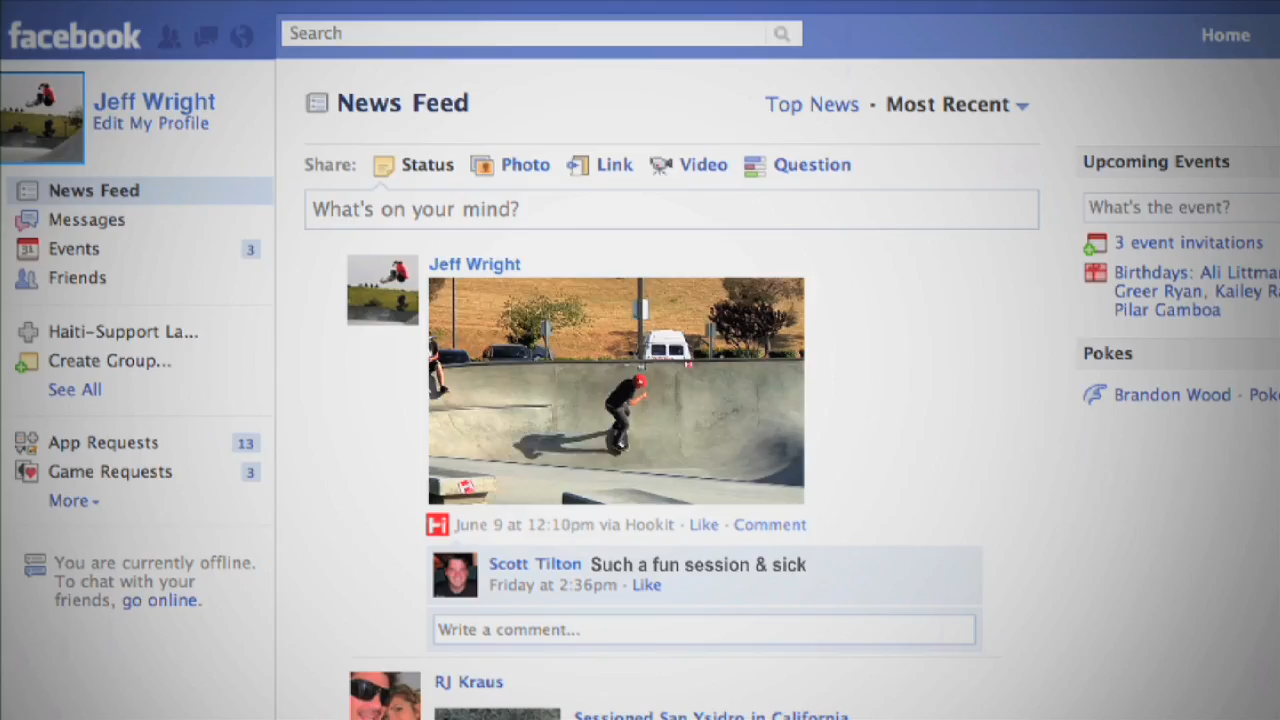 facebook
Search
Home
Jeff Wright
Edit My Profile
News Feed
Messages
Events 3
Friends
Haiti-Support La...
Create Group...
See All
App Requests 13
Game Requests 3
More
You are currently offline.
To chat with your
friends, go online.
News Feed
Top News · Most Recent
Share: Status Photo Link Video Question
What's on your mind?
Jeff Wright
June 9 at 12:10pm via Hookit · Like · Comment
Scott Tilton Such a fun session & sick
Friday at 2:36pm · Like
Write a comment...
RJ Kraus
Sessioned San Ysidro in California
Upcoming Events
What's the event?
3 event invitations
Birthdays: Ali Littma
Greer Ryan, Kailey Ra
Pilar Gamboa
Pokes
Brandon Wood · Poke